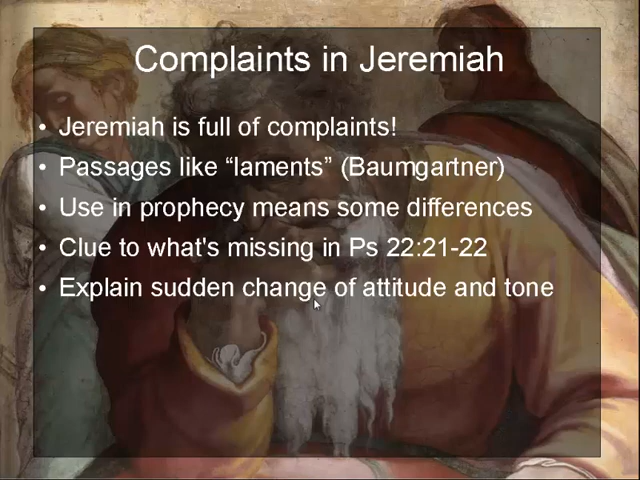 Complaints in Jeremiah
• Jeremiah is full of complaints!
• Passages like “laments” (Baumgartner)
• Use in prophecy means some differences
• Clue to what's missing in Ps 22:21-22
• Explain sudden change of attitude and tone